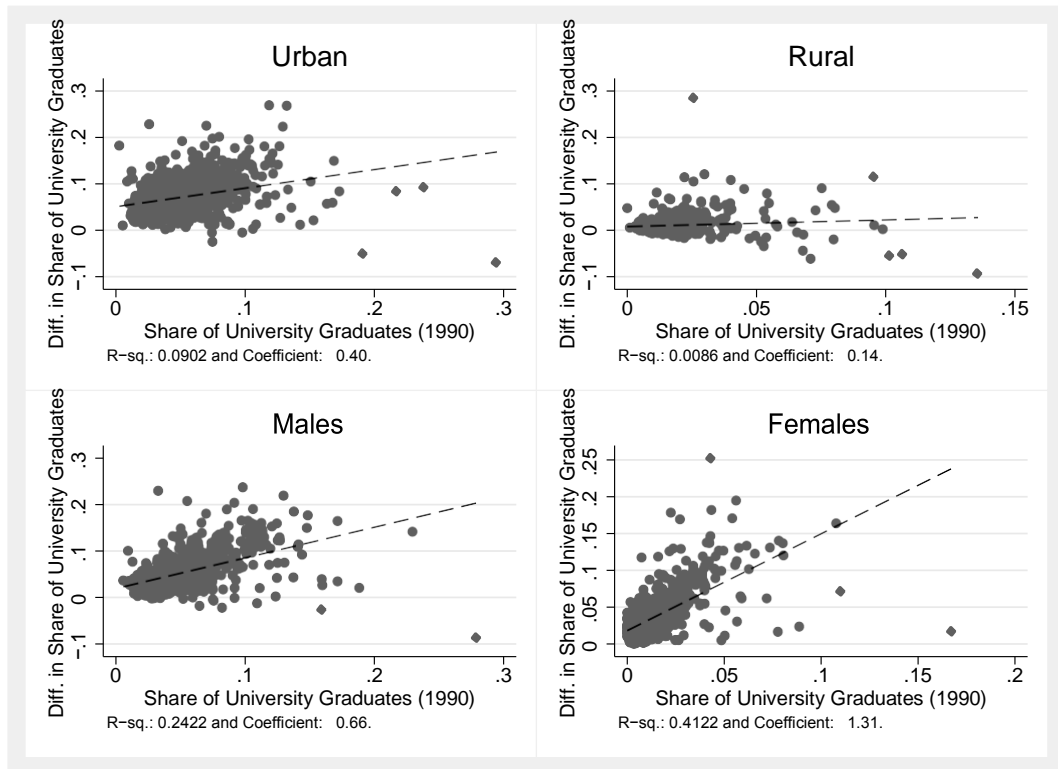 Urban
Diff. in Share of University Graduates
.3
.2
.1
0
−.1
0
.1
.2
.3
Share of University Graduates (1990)
R−sq.: 0.0902 and Coefficient: 0.40.
Rural
Diff. in Share of University Graduates
.3
.2
.1
0
−.1
0
.05
.1
.15
Share of University Graduates (1990)
R−sq.: 0.0086 and Coefficient: 0.14.
Males
Diff. in Share of University Graduates
.3
.2
.1
0
−.1
0
.1
.2
.3
Share of University Graduates (1990)
R−sq.: 0.2422 and Coefficient: 0.66.
Females
Diff. in Share of University Graduates
.25
.2
.15
.1
.05
0
0
.05
.1
.15
.2
Share of University Graduates (1990)
R−sq.: 0.4122 and Coefficient: 1.31.